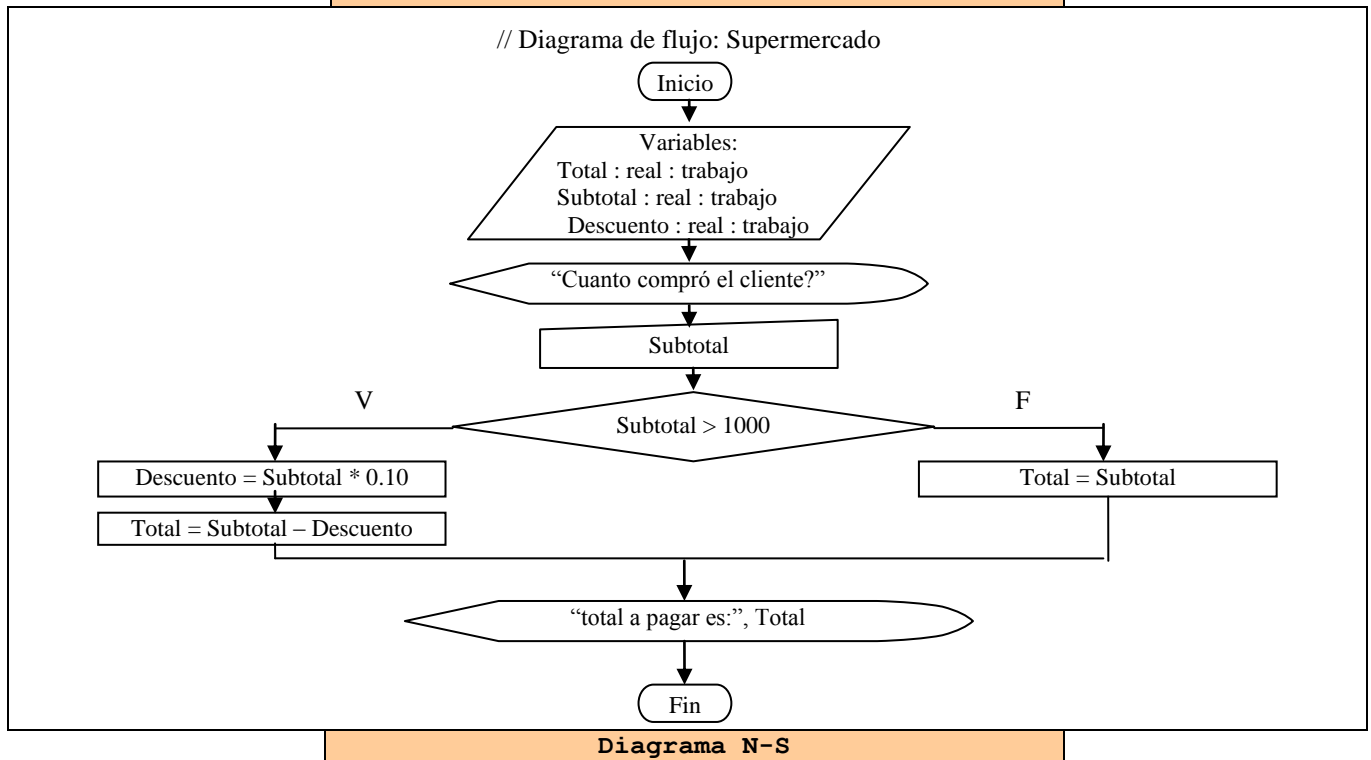 // Diagrama de flujo: Supermercado
Inicio
Variables:
Total : real : trabajo
Subtotal : real : trabajo
Descuento : real : trabajo
“Cuanto compró el cliente?”
Subtotal
V
F
Subtotal > 1000
Descuento = Subtotal * 0.10
Total = Subtotal
Total = Subtotal – Descuento
“total a pagar es:”, Total
Fin
Diagrama N-S